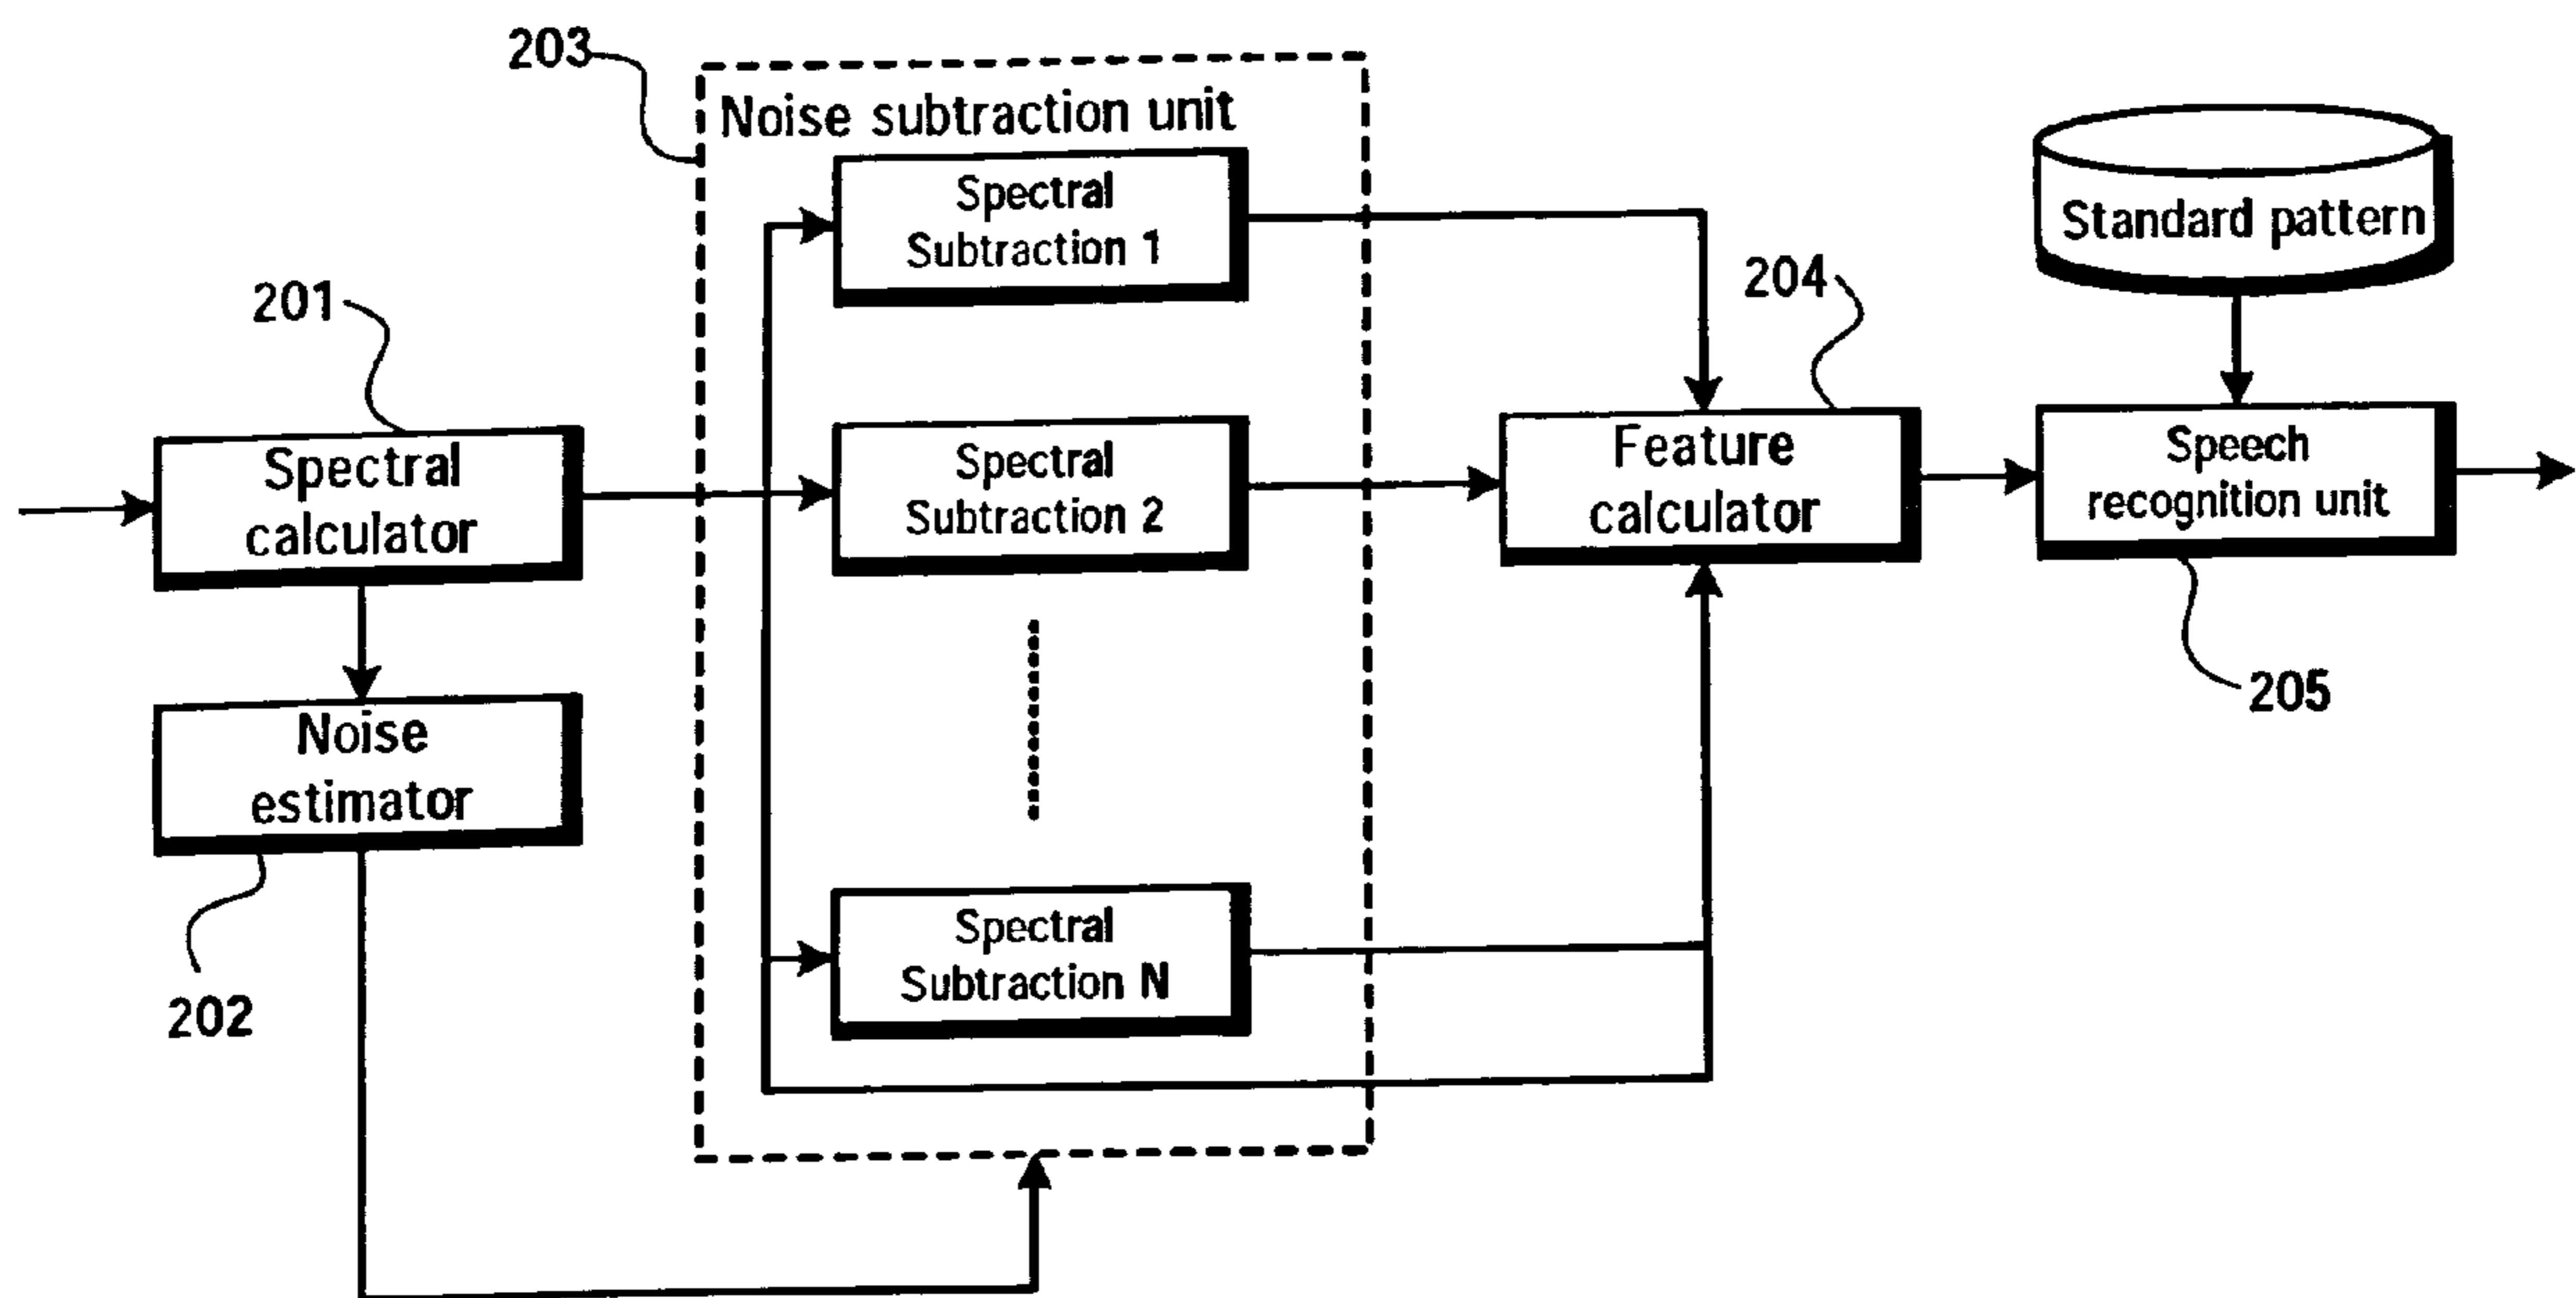 203
Noise subtraction unit
Spectral
Subtraction 1
Standard pattern
204
201
Spectral
calculator
Spectral
Subtraction 2
Feature
calculator
Speech
recognition unit
205
Noise
estimator
202
Spectral
Subtraction N